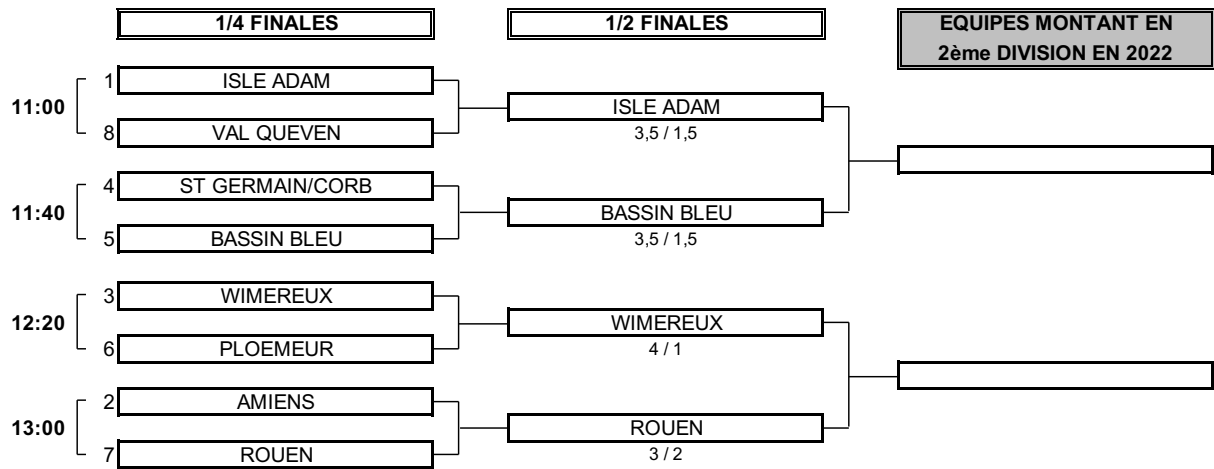 1/4 FINALES
1/2 FINALES
EQUIPES MONTANT EN
2ème DIVISION EN 2022
11:00
1 ISLE ADAM
8 VAL QUEVEN
ISLE ADAM
3,5 / 1,5
11:40
4 ST GERMAIN/CORB
5 BASSIN BLEU
BASSIN BLEU
3,5 / 1,5
12:20
3 WIMEREUX
6 PLOEMEUR
WIMEREUX
4 / 1
13:00
2 AMIENS
7 ROUEN
ROUEN
3 / 2